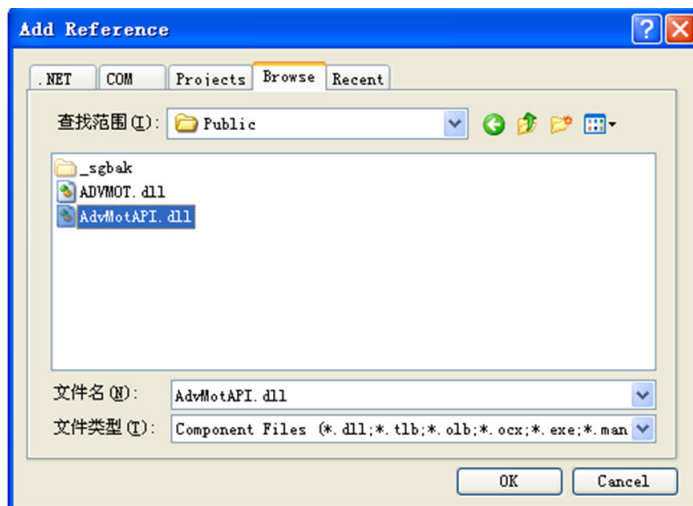 Add Reference
.NET COM Projects Browse Recent
查找范围(I): Public
_sgbak
ADVMOT.dll
AdvMotAPI.dll
文件名(N): AdvMotAPI.dll
文件类型(T): Component Files (*.dll;*.tlb;*.olb;*.ocx;*.exe;*.man
OK Cancel